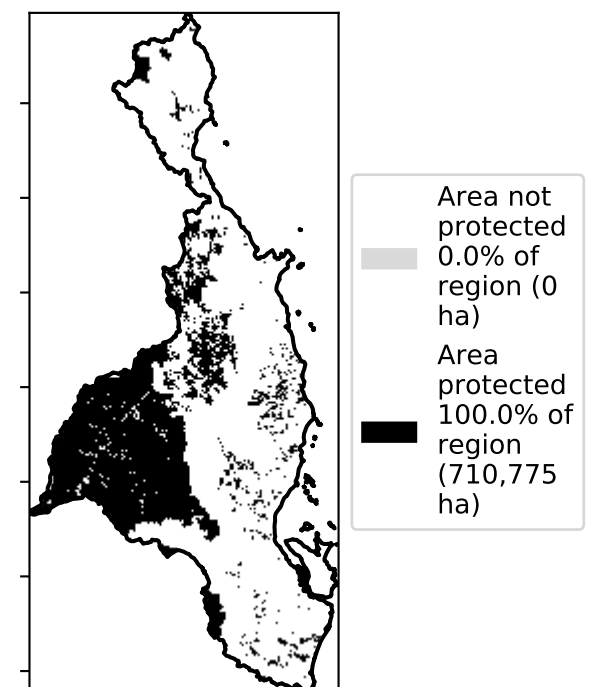 Area not
protected
0.0% of
region (0
ha)
Area
protected
100.0% of
region
(710,775
ha)